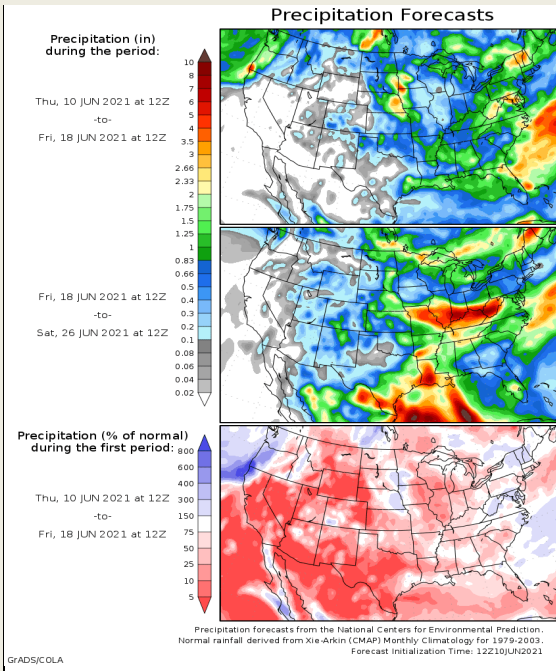 Precipitation Forecasts
Precipitation (in)
during the period:
Thu, 10 JUN 2021 at 12Z
-to-
Fri, 18 JUN 2021 at 12Z
10
8
7
6
5
4
3.5
3
2.66
2.33
2
1.75
1.5
1.25
1
0.83
0.66
0.5
0.4
0.3
0.2
0.1
0.08
0.06
0.04
0.02
Fri, 18 JUN 2021 at 12Z
-to-
Sat, 26 JUN 2021 at 12Z
Precipitation (% of normal)
during the first period:
Thu, 10 JUN 2021 at 12Z
-to-
Fri, 18 JUN 2021 at 12Z
800
600
400
300
150
75
50
25
10
5
Precipitation forecasts from the National Centers for Environmental Prediction.
Normal rainfall derived from Xie-Arkin (CMAP) Monthly Climatology for 1979-2003.
Forecast Initialization Time: 12Z10JUN2021
GrADS/COLA